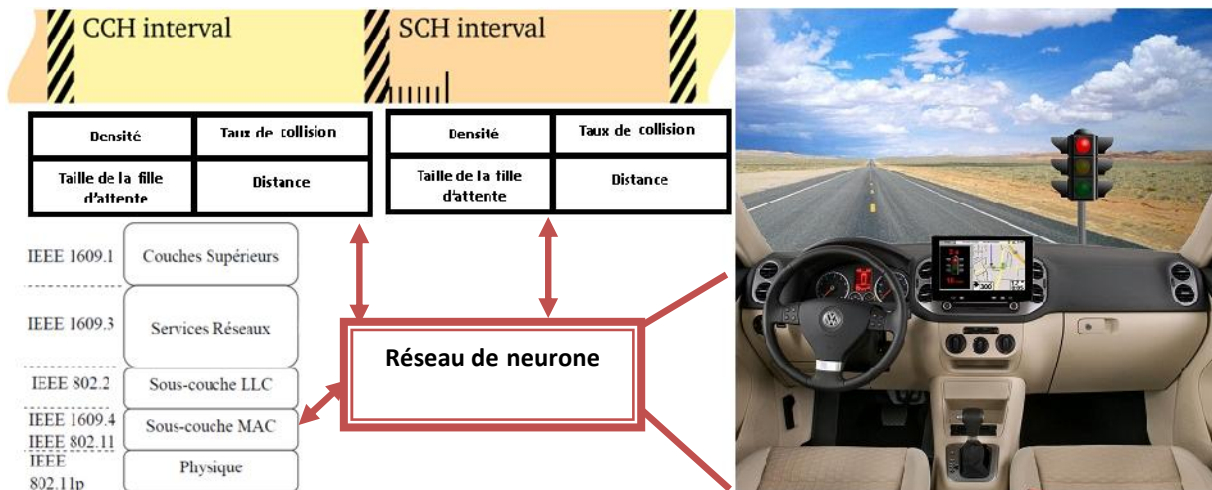 CCH interval
SCH interval
Densité
Taux de collision
Taille de la fille
d'attente
Distance
Densité
Taux de collision
Taille de la file
d'attente
Distance
IEEE 1609.1
Couches Supérieurs
IEEE 1609.3
Services Réseaux
IEEE 802.2
Sous-couche LLC
IEEE 1609.4
IEEE 802.11
Sous-couche MAC
IEEE
802.11p
Physique
Réseau de neurone
300